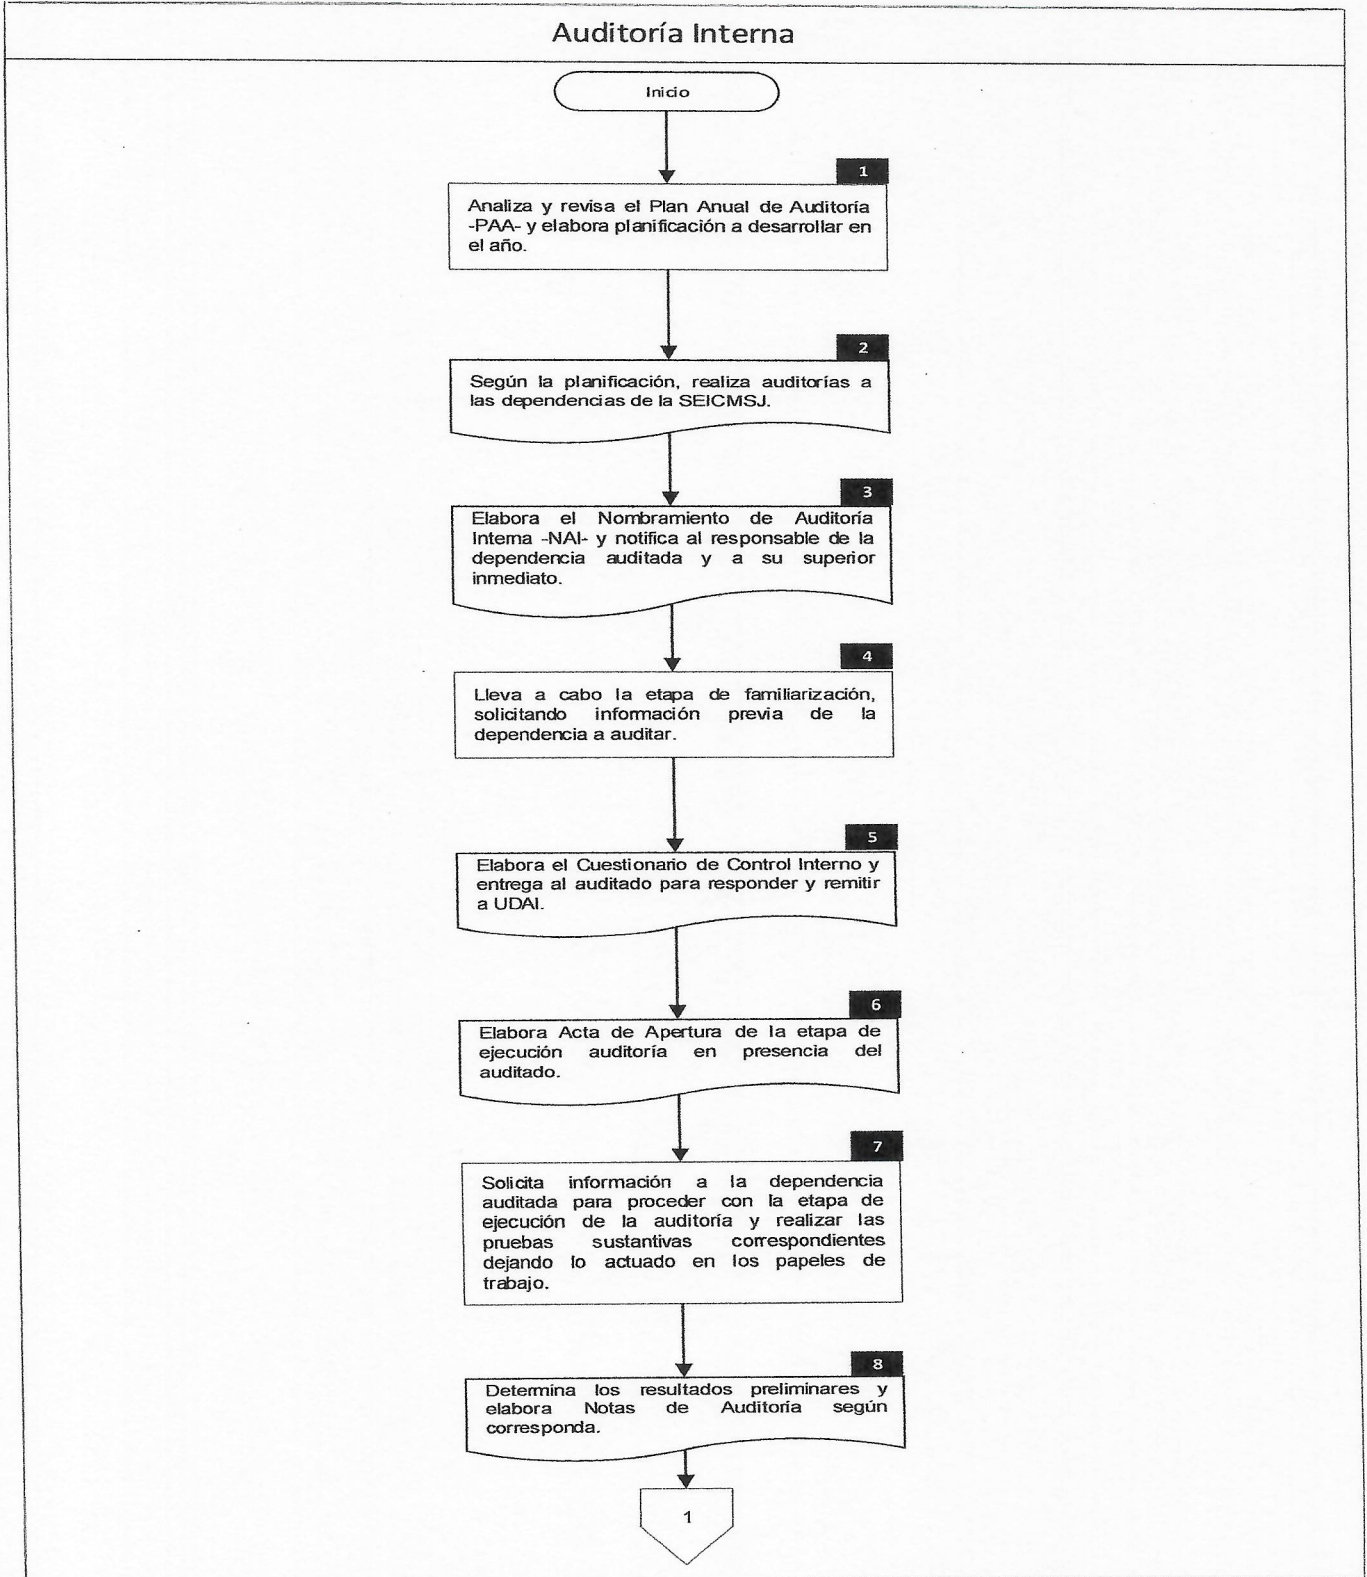 Auditoría Interna
Inicio
1
Analiza y revisa el Plan Anual de Auditoría
-PAA- y elabora planificación a desarrollar en
el año.
2
Según la planificación, realiza auditorías a
las dependencias de la SEICMSJ.
3
Elabora el Nombramiento de Auditoría
Interna -NAI- y notifica al responsable de la
dependencia auditada y a su superior
inmediato.
4
Lleva a cabo la etapa de familiarización,
solicitando información previa de la
dependencia a auditar.
5
Elabora el Cuestionario de Control Interno y
entrega al auditado para responder y remitir
a UDAI.
6
Elabora Acta de Apertura de la etapa de
ejecución auditoría en presencia del
auditado.
7
Solicita información a la dependencia
auditada para proceder con la etapa de
ejecución de la auditoría y realizar las
pruebas sustantivas correspondientes
dejando lo actuado en los papeles de
trabajo.
8
Determina los resultados preliminares y
elabora Notas de Auditoría según
corresponda.
1